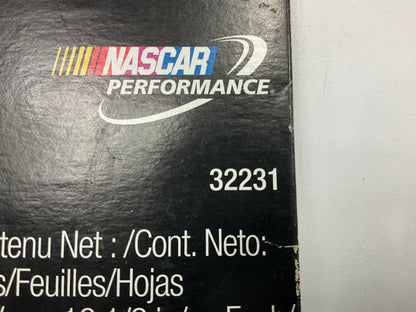 NASCAR
PERFORMANCE
32231
tenu Net : /Cont. Neto:
s/Feuilles/Hojas